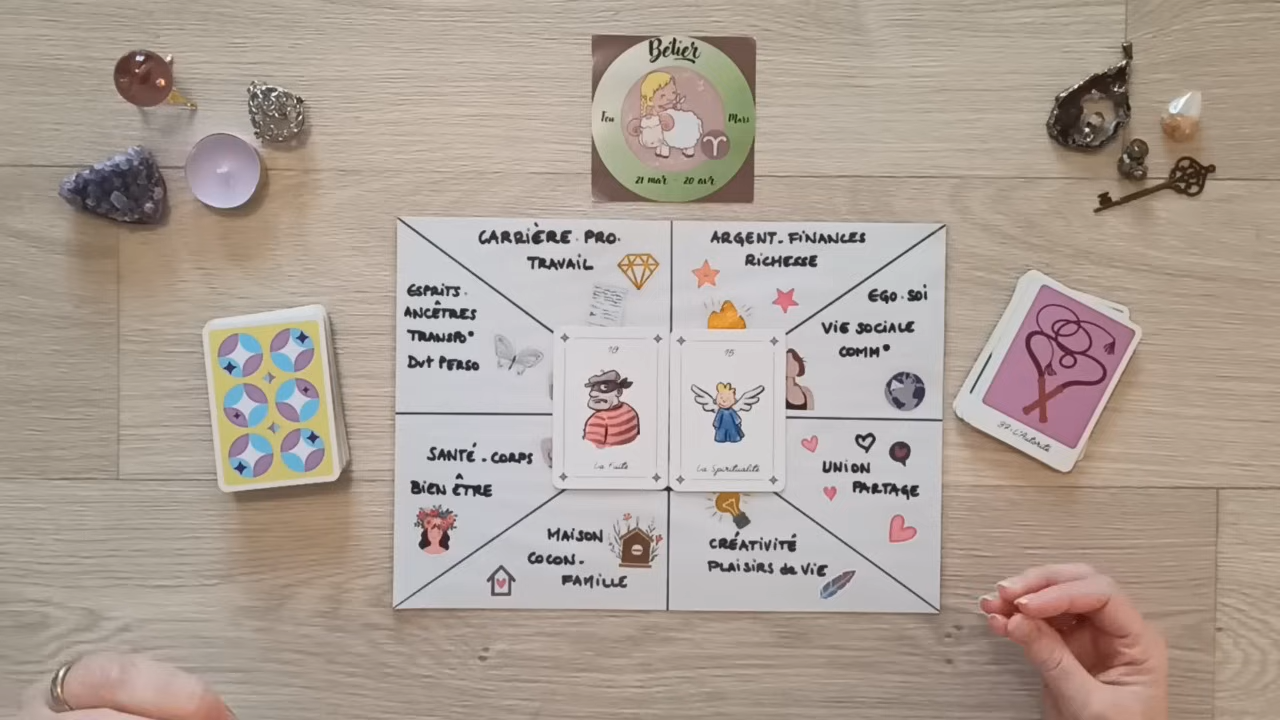 Bélier
Feu
Mars
21 mar - 20 avr
CARRIÈRE. PRO.
TRAVAIL
ARGENT - FINANCES
RICHESSE
ESPRITS.
ANCÊTRES
TRANSFO°
DVT PERSO
EGO. SOI
VIE SOCIALE
COMM°
SANTÉ - CORPS
BIEN ÊTRE
MAISON
COCON -
FAMILLE
CRÉATIVITÉ
PLAISIRS de VIE
UNION
PARTAGE
19
La Fuite
15
La Spiritualité
37. L'Autorité